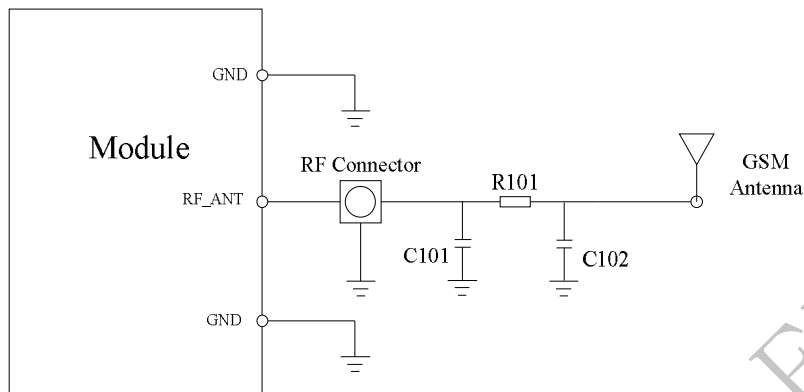 GND
Module
RF Connector
GSM
Antenna
R101
RF_ANT
C101
C102
GND